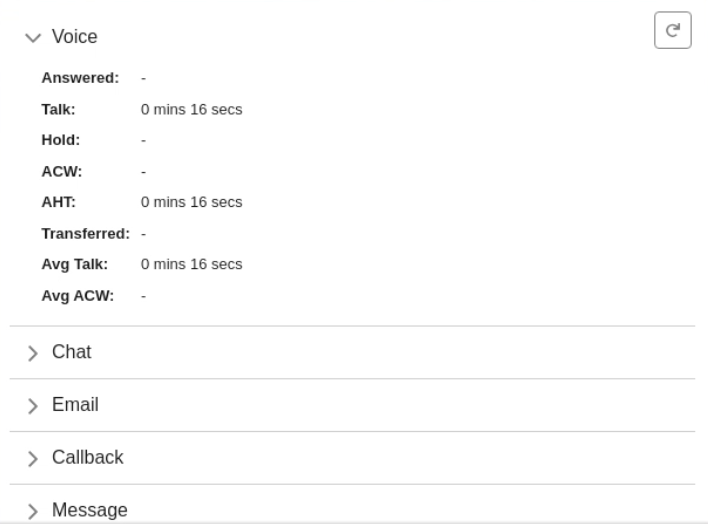 Voice
Answered: -
Talk: 0 mins 16 secs
Hold: -
ACW: -
AHT: 0 mins 16 secs
Transferred: -
Avg Talk: 0 mins 16 secs
Avg ACW: -
Chat
Email
Callback
Message